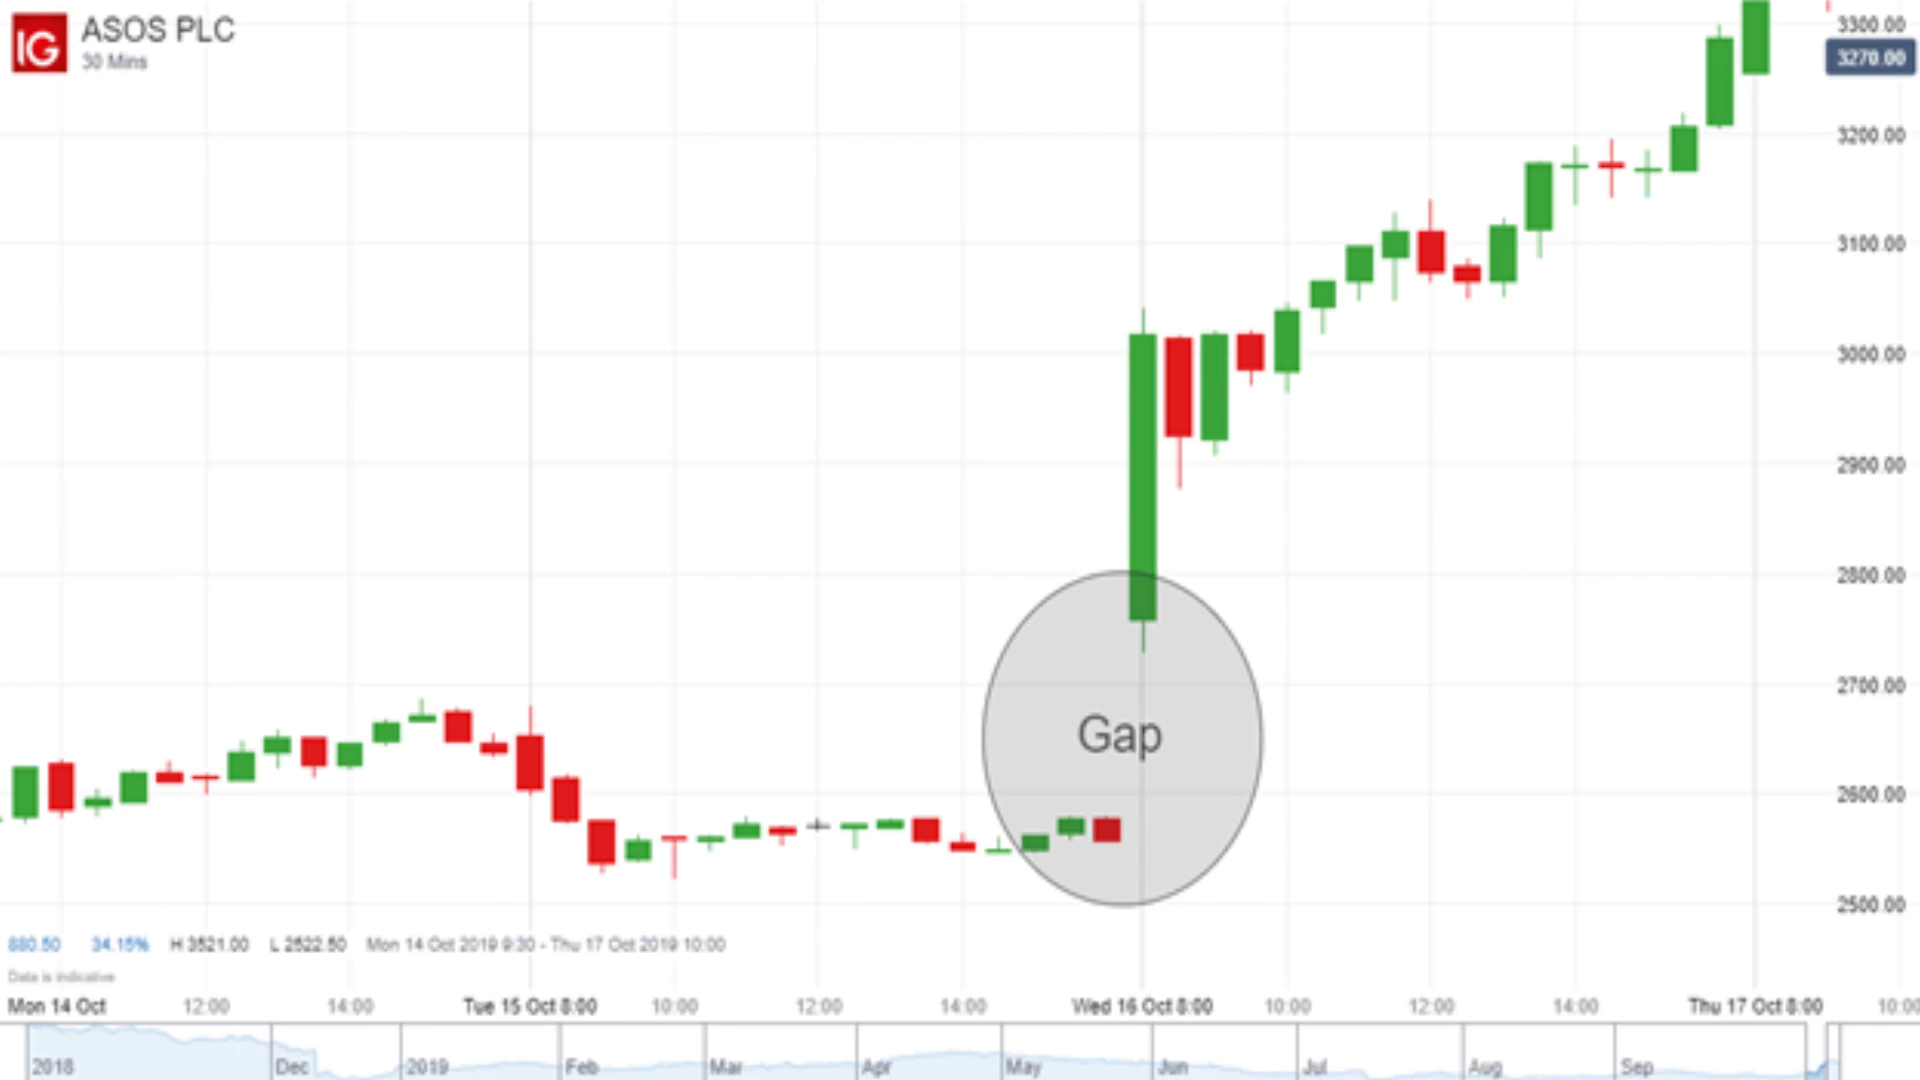 IG
ASOS PLC
30 Mins
3300.00
3270.00
3200.00
3100.00
3000.00
2900.00
2800.00
2700.00
Gap
2600.00
2500.00
880.50 34.15% H 3521.00 L 2522.50 Mon 14 Oct 2019 9:30 - Thu 17 Oct 2019 10:00
Data is indicative
Mon 14 Oct 12:00 14:00 Tue 15 Oct 8:00 10:00 12:00 14:00 Wed 16 Oct 8:00 10:00 12:00 14:00 Thu 17 Oct 8:00 10:00
2018 Dec 2019 Feb Mar Apr May Jun Jul Aug Sep